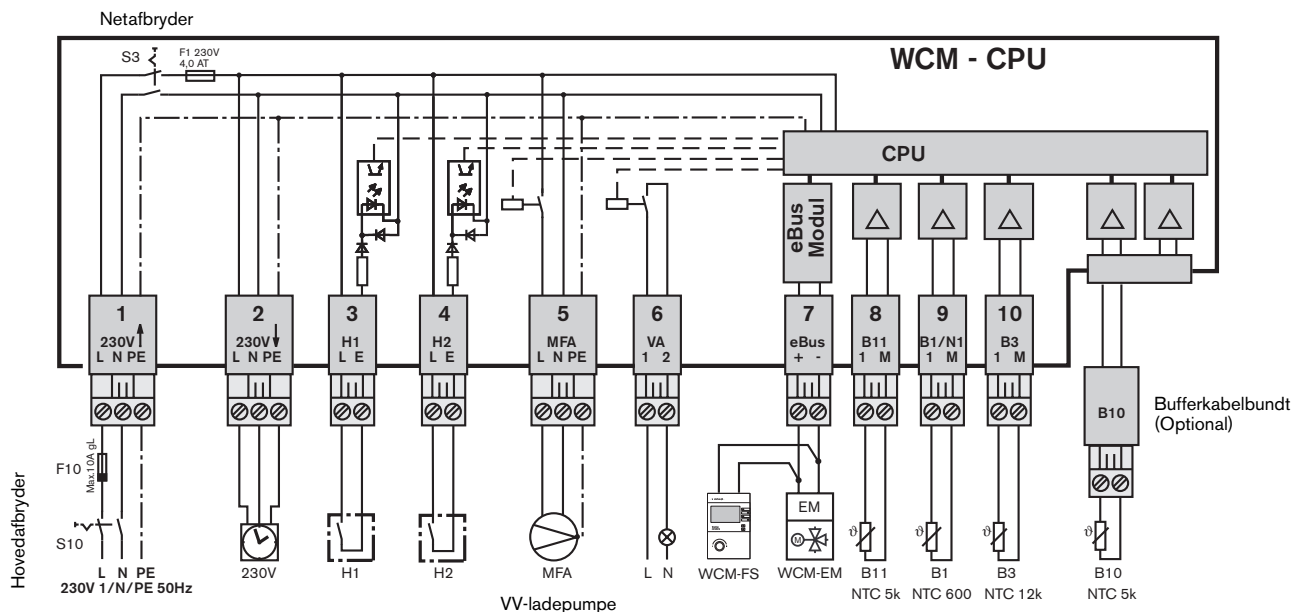 Netafbryder
S3
F1 230V
4,0 AT
WCM - CPU
CPU
eBus
Modul
1
230V
L N PE
2
230V
L N PE
3
H1
L E
4
H2
L E
5
MFA
L N PE
6
VA
1 2
7
eBus
+ -
8
B11
1 M
9
B1/N1
1 M
10
B3
1 M
B10
Bufferkabelbundt
(Optional)
Hovedafbryder
F10
Max.10A gL
S10
L N PE
230V 1/N/PE 50Hz
230V
H1
H2
M
MFA
VV-ladepumpe
L N
WCM-FS
EM
M
WCM-EM
ϑ
B11
NTC 5k
ϑ
B1
NTC 600
ϑ
B3
NTC 12k
ϑ
B10
NTC 5k